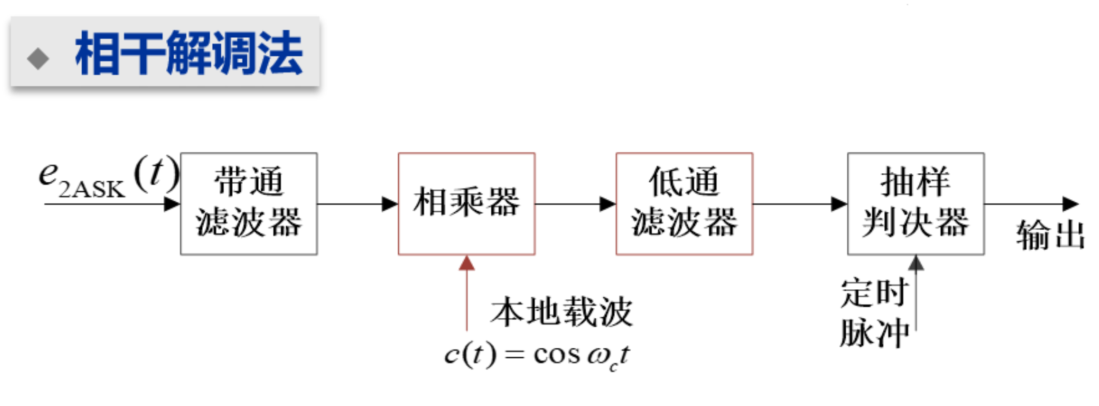 ◆ 相干解调法
e_{2ASK}(t)
带通
滤波器
相乘器
低通
滤波器
抽样
判决器
输出
本地载波
c(t) = cos ω_c t
定时
脉冲